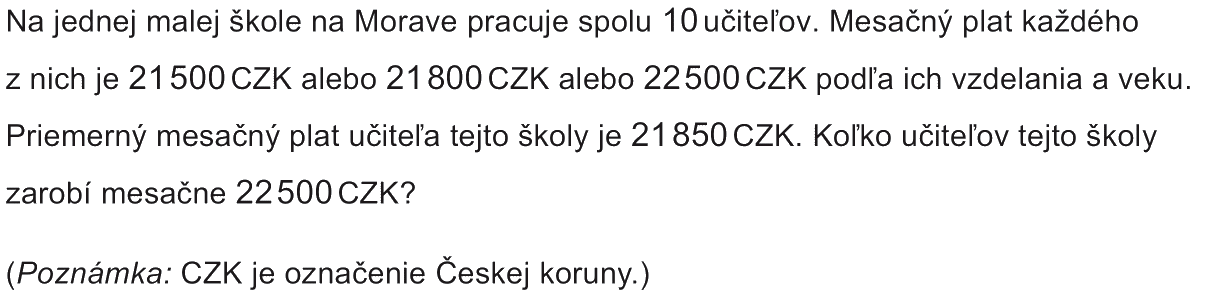 Na jednej malej škole na Morave pracuje spolu 10 učiteľov. Mesačný plat každého
z nich je 21 500 CZK alebo 21 800 CZK alebo 22 500 CZK podľa ich vzdelania a veku.
Priemerný mesačný plat učiteľa tejto školy je 21 850 CZK. Koľko učiteľov tejto školy
zarobí mesačne 22 500 CZK?
(Poznámka: CZK je označenie Českej koruny.)